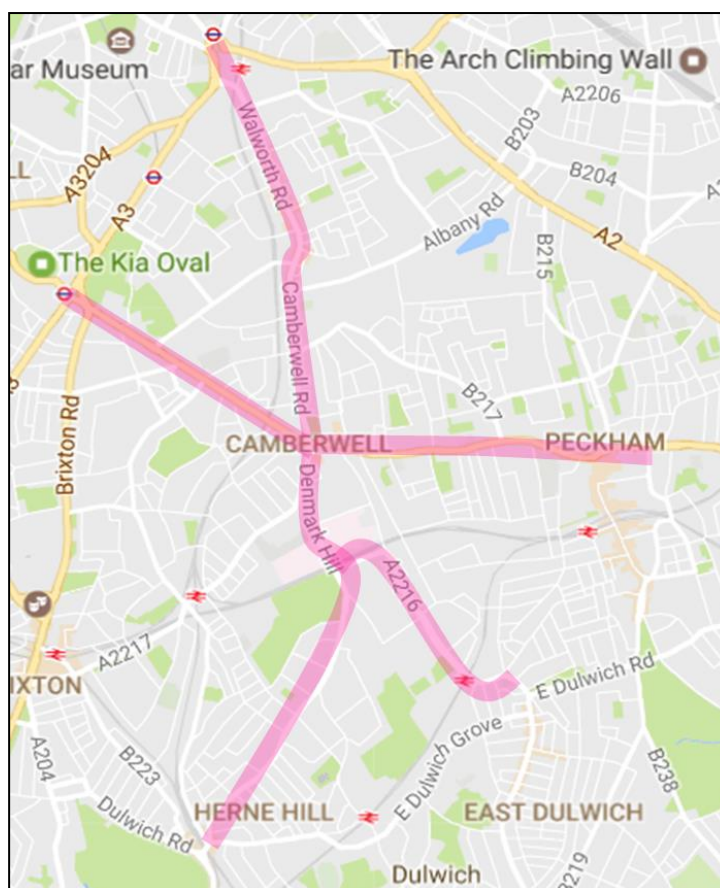 ar Museum
The Arch Climbing Wall
A2206
B203
B204
A3204
LL
Walworth Rd
A3
Albany Rd
A2
B215
The Kia Oval
Camberwell Rd
B217
Brixton Rd
CAMBERWELL
PECKHAM
Denmark Hill
A2216
A2217
IXTON
E Dulwich Rd
A204
B223
E Dulwich Grove
B238
Dulwich Rd
HERNE HILL
EAST DULWICH
Dulwich
B219